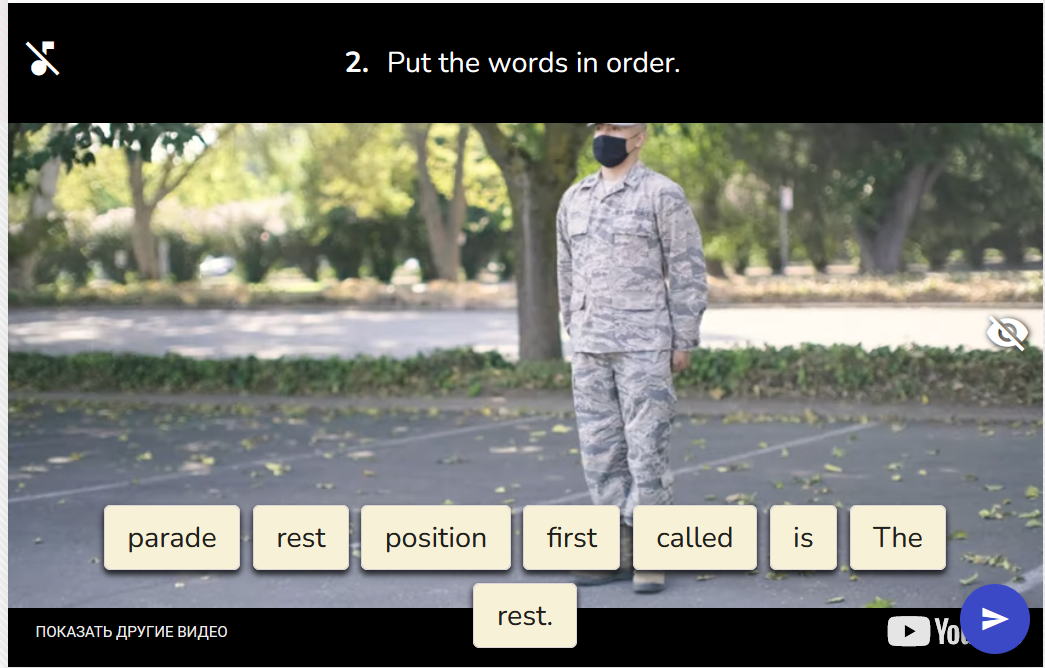 2. Put the words in order.
parade rest position first called is The
rest.
ПОКАЗАТЬ ДРУГИЕ ВИДЕО